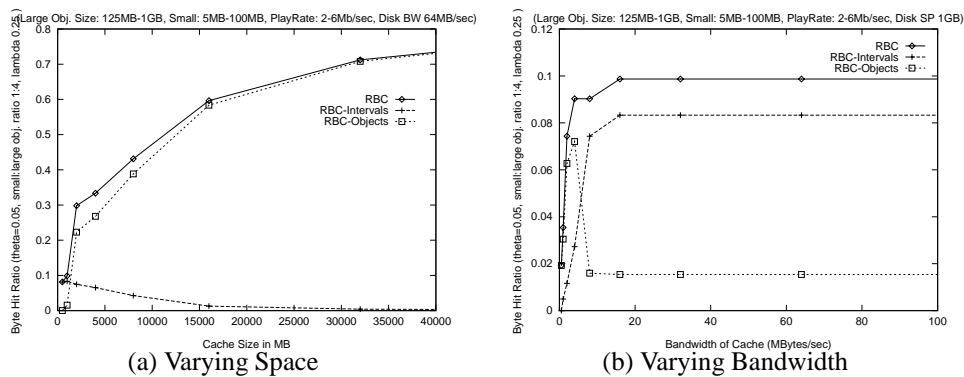 (Large Obj. Size: 125MB-1GB, Small: 5MB-100MB, PlayRate: 2-6Mb/sec, Disk BW 64MB/sec)
Byte Hit Ratio (theta=0.05, small:large obj. ratio 1:4, lambda 0.25 )
0.8
0.7
0.6
0.5
0.4
0.3
0.2
0.1
0
RBC
RBC-Intervals
RBC-Objects
0 5000 10000 15000 20000 25000 30000 35000 40000
Cache Size in MB
(a) Varying Space
(Large Obj. Size: 125MB-1GB, Small: 5MB-100MB, PlayRate: 2-6Mb/sec, Disk SP 1GB)
Byte Hit Ratio (theta=0.05, small:large obj. ratio 1:4, lambda 0.25 )
0.12
0.1
0.08
0.06
0.04
0.02
0
RBC
RBC-Intervals
RBC-Objects
0 20 40 60 80 100
Bandwidth of Cache (MBytes/sec)
(b) Varying Bandwidth